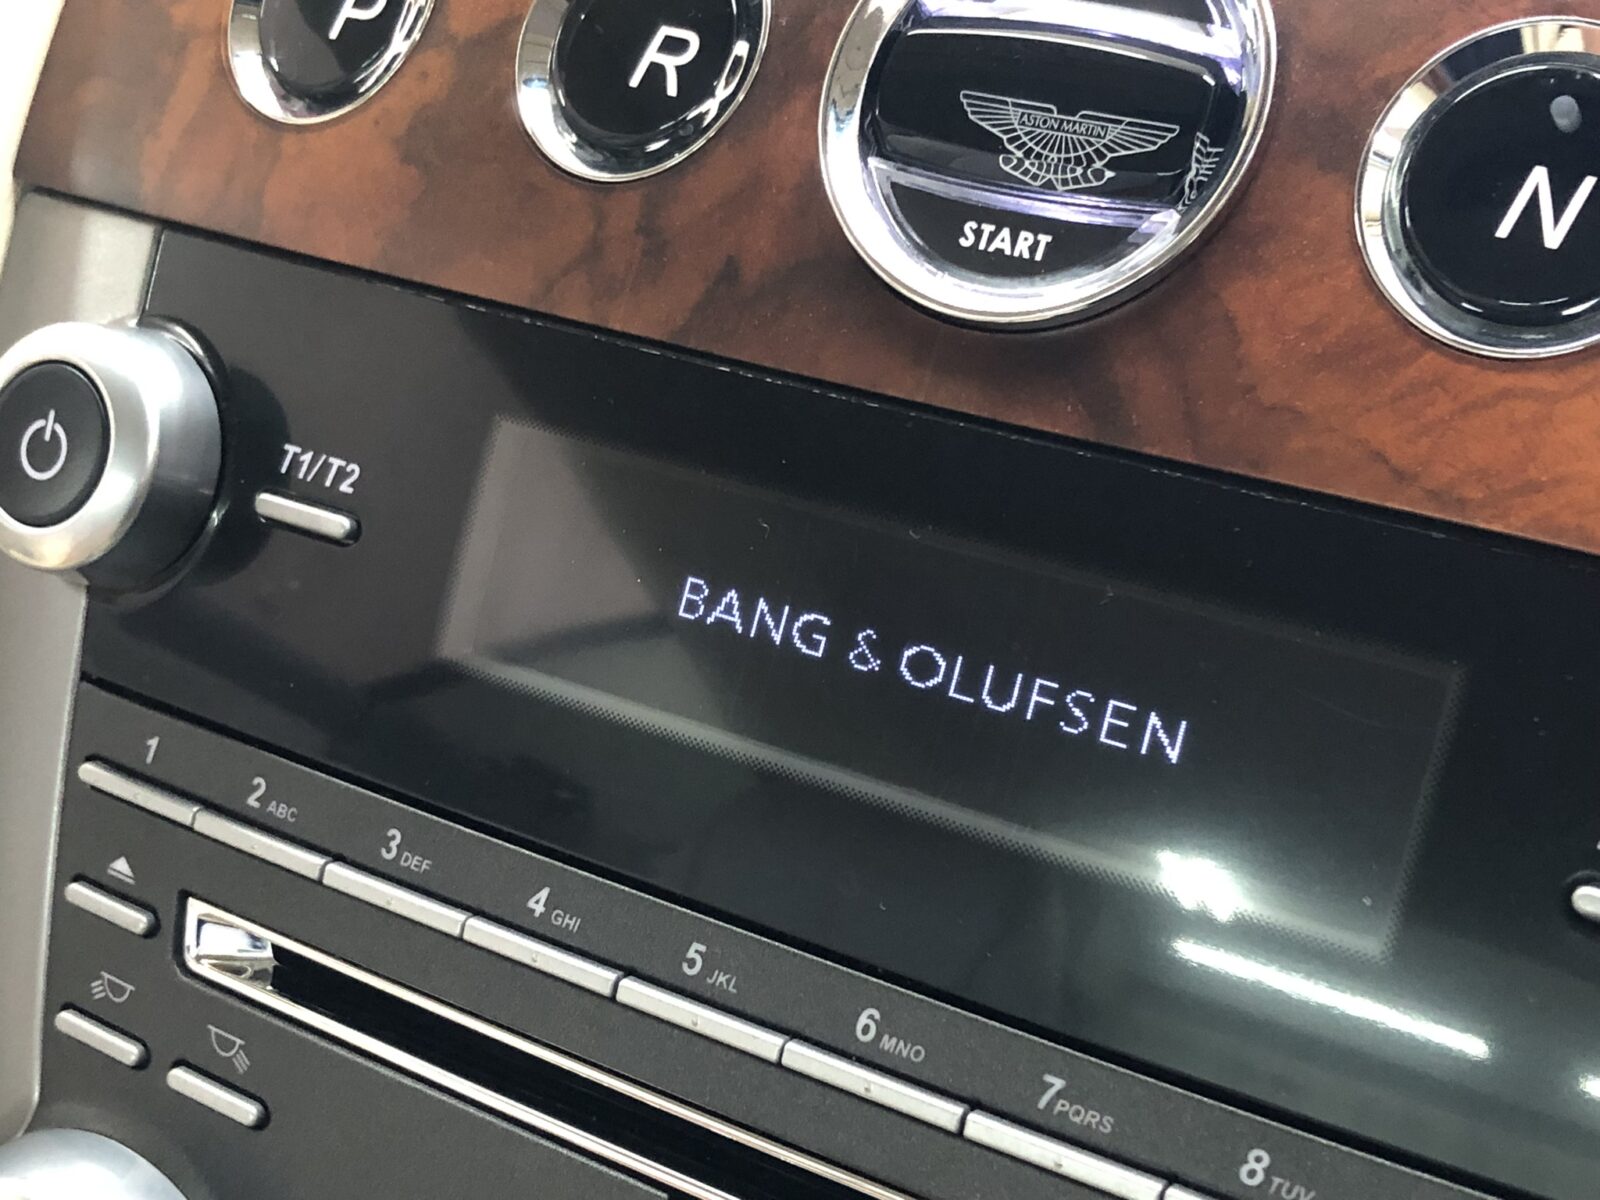 P
R
ASTON MARTIN
START
N
T1/T2
BANG & OLUFSEN
1
2 ABC
3 DEF
4 GHI
5 JKL
6 MNO
7 PQRS
8 TUV